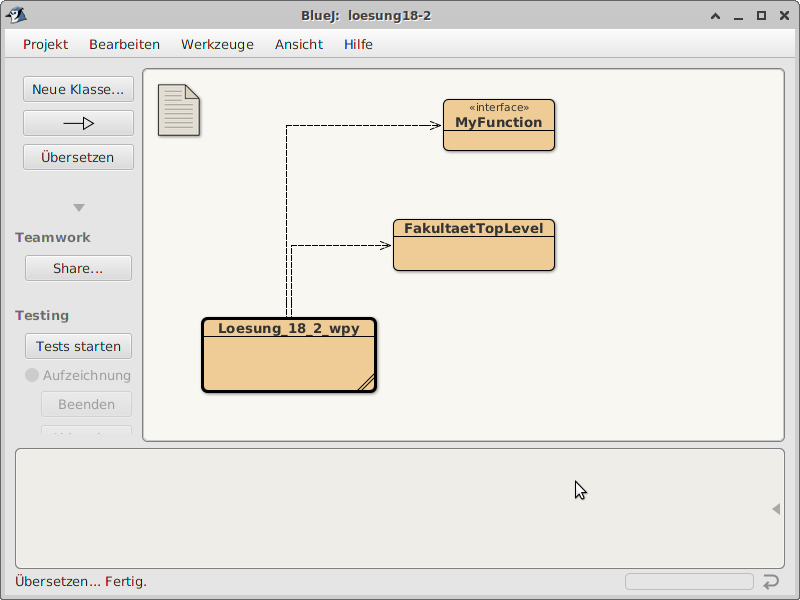 BlueJ: loesung18-2
Projekt Bearbeiten Werkzeuge Ansicht Hilfe
Neue Klasse...
Übersetzen
Teamwork
Share...
Testing
Tests starten
Aufzeichnung
Beenden
«interface»
MyFunction
FakultaetTopLevel
Loesung_18_2_wpy
Übersetzen... Fertig.